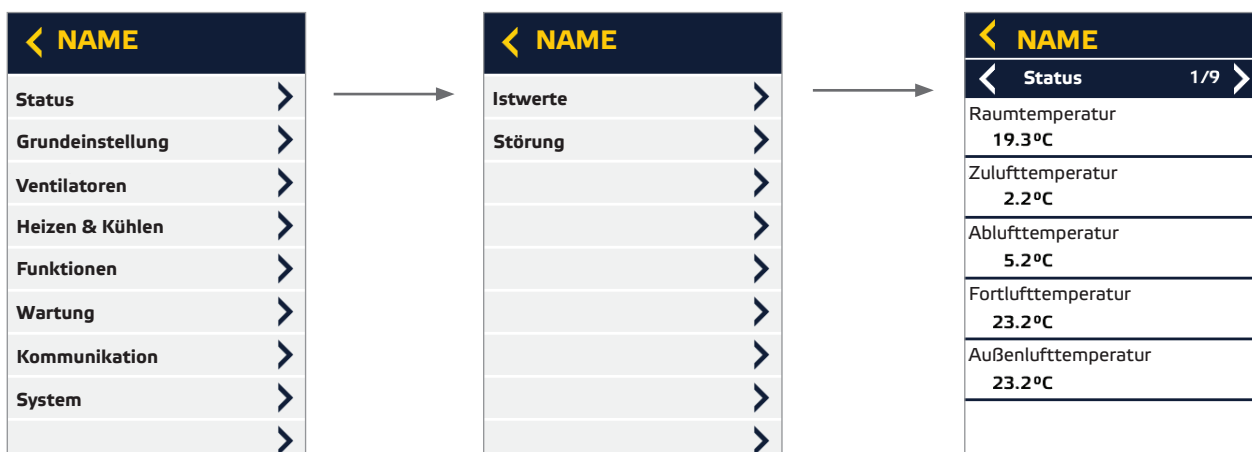 NAME
Status
Grundeinstellung
Ventilatoren
Heizen & Kühlen
Funktionen
Wartung
Kommunikation
System
NAME
Istwerte
Störung
NAME
Status 1/9
Raumtemperatur
19.3ºC
Zulufttemperatur
2.2ºC
Ablufttemperatur
5.2ºC
Fortlufttemperatur
23.2ºC
Außenlufttemperatur
23.2ºC